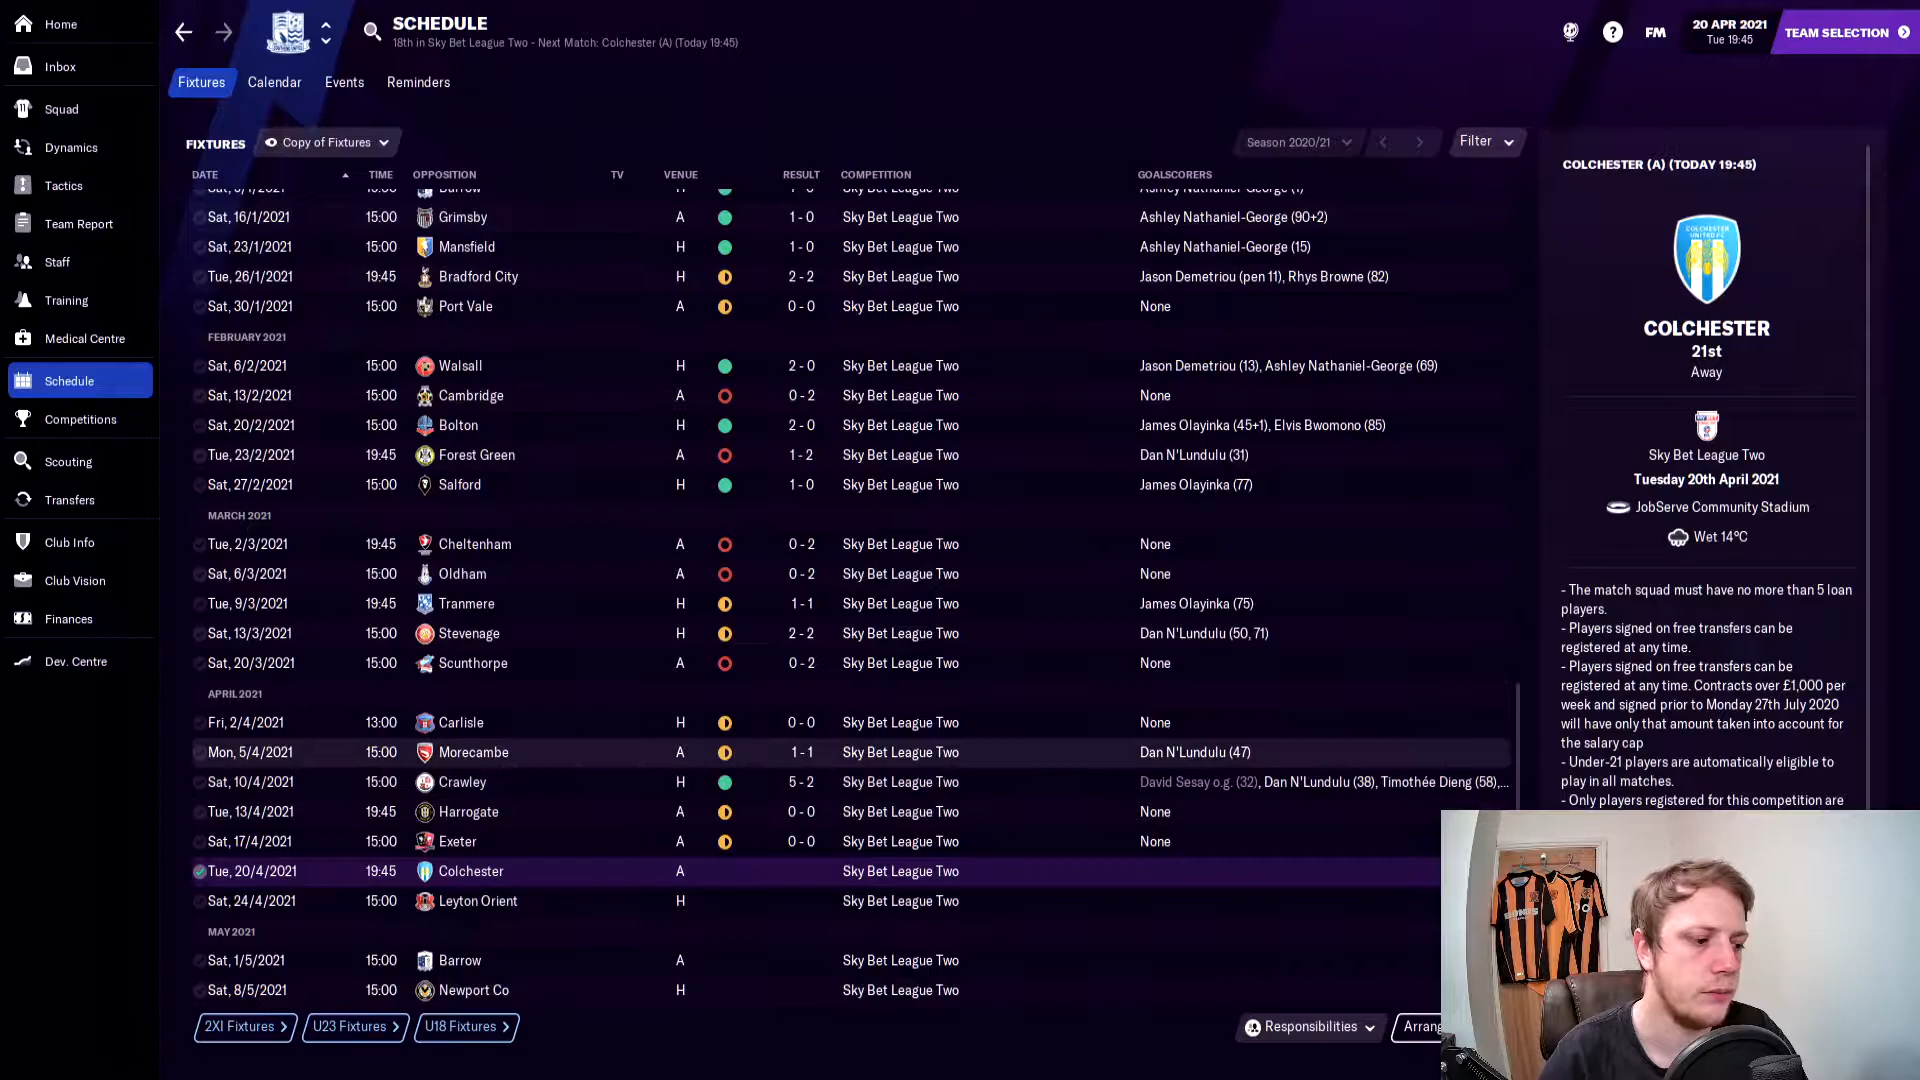 Home
Inbox
Squad
Dynamics
Tactics
Team Report
Staff
Training
Medical Centre
Schedule
Competitions
Scouting
Transfers
Club Info
Club Vision
Finances
Dev. Centre
SCHEDULE
18th in Sky Bet League Two - Next Match: Colchester (A) (Today 19:45)
FM
20 APR 2021
Tue 19:45
TEAM SELECTION
Fixtures Calendar Events Reminders
FIXTURES Copy of Fixtures Season 2020/21 Filter
DATE TIME OPPOSITION TV VENUE RESULT COMPETITION GOALSCORERS
Sat, 16/1/2021 15:00 Grimsby A 1 - 0 Sky Bet League Two Ashley Nathaniel-George (90+2)
Sat, 23/1/2021 15:00 Mansfield H 1 - 0 Sky Bet League Two Ashley Nathaniel-George (15)
Tue, 26/1/2021 19:45 Bradford City H 2 - 2 Sky Bet League Two Jason Demetriou (pen 11), Rhys Browne (82)
Sat, 30/1/2021 15:00 Port Vale A 0 - 0 Sky Bet League Two None
FEBRUARY 2021
Sat, 6/2/2021 15:00 Walsall H 2 - 0 Sky Bet League Two Jason Demetriou (13), Ashley Nathaniel-George (69)
Sat, 13/2/2021 15:00 Cambridge A 0 - 2 Sky Bet League Two None
Sat, 20/2/2021 15:00 Bolton H 2 - 0 Sky Bet League Two James Olayinka (45+1), Elvis Bwomono (85)
Tue, 23/2/2021 19:45 Forest Green A 1 - 2 Sky Bet League Two Dan N'Lundulu (31)
Sat, 27/2/2021 15:00 Salford H 1 - 0 Sky Bet League Two James Olayinka (77)
MARCH 2021
Tue, 2/3/2021 19:45 Cheltenham A 0 - 2 Sky Bet League Two None
Sat, 6/3/2021 15:00 Oldham A 0 - 2 Sky Bet League Two None
Tue, 9/3/2021 19:45 Tranmere H 1 - 1 Sky Bet League Two James Olayinka (75)
Sat, 13/3/2021 15:00 Stevenage H 2 - 2 Sky Bet League Two Dan N'Lundulu (50, 71)
Sat, 20/3/2021 15:00 Scunthorpe A 0 - 2 Sky Bet League Two None
APRIL 2021
Fri, 2/4/2021 13:00 Carlisle H 0 - 0 Sky Bet League Two None
Mon, 5/4/2021 15:00 Morecambe A 1 - 1 Sky Bet League Two Dan N'Lundulu (47)
Sat, 10/4/2021 15:00 Crawley H 5 - 2 Sky Bet League Two David Sesay o.g. (32), Dan N'Lundulu (38), Timothée Dieng (58),...
Tue, 13/4/2021 19:45 Harrogate A 0 - 0 Sky Bet League Two None
Sat, 17/4/2021 15:00 Exeter A 0 - 0 Sky Bet League Two None
Tue, 20/4/2021 19:45 Colchester A Sky Bet League Two
Sat, 24/4/2021 15:00 Leyton Orient H Sky Bet League Two
MAY 2021
Sat, 1/5/2021 15:00 Barrow A Sky Bet League Two
Sat, 8/5/2021 15:00 Newport Co H Sky Bet League Two
2XI Fixtures U23 Fixtures U18 Fixtures Responsibilities
COLCHESTER (A) (TODAY 19:45)
COLCHESTER
21st
Away
Sky Bet League Two
Tuesday 20th April 2021
JobServe Community Stadium
Wet 14°C
- The match squad must have no more than 5 loan
players.
- Players signed on free transfers can be
registered at any time.
- Players signed on free transfers can be
registered at any time. Contracts over £1,000 per
week and signed prior to Monday 27th July 2020
will have only that amount taken into account for
the salary cap
- Under-21 players are automatically eligible to
play in all matches.
- Only players registered for this competition are